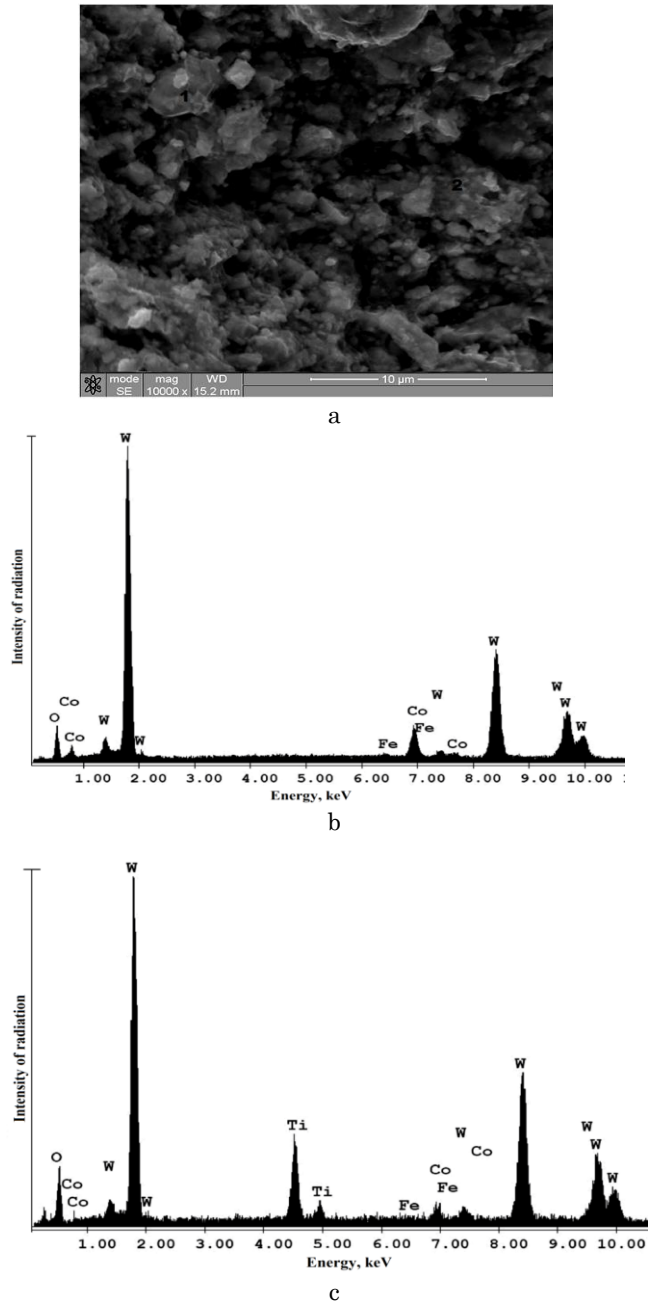 1
2
mode mag WD
SE 10000 x 15.2 mm
10 µm
a
Intensity of radiation
W
Co
O
Co
W
W
Fe
Co
Fe
W
Co
W
W
W
W
1.00 2.00 3.00 4.00 5.00 6.00 7.00 8.00 9.00 10.00 1
Energy, keV
b
Intensity of radiation
W
O
Co
Co
W
W
Ti
Ti
Fe
Co
Fe
W
Co
W
W
W
W
1.00 2.00 3.00 4.00 5.00 6.00 7.00 8.00 9.00 10.00
Energy, keV
c